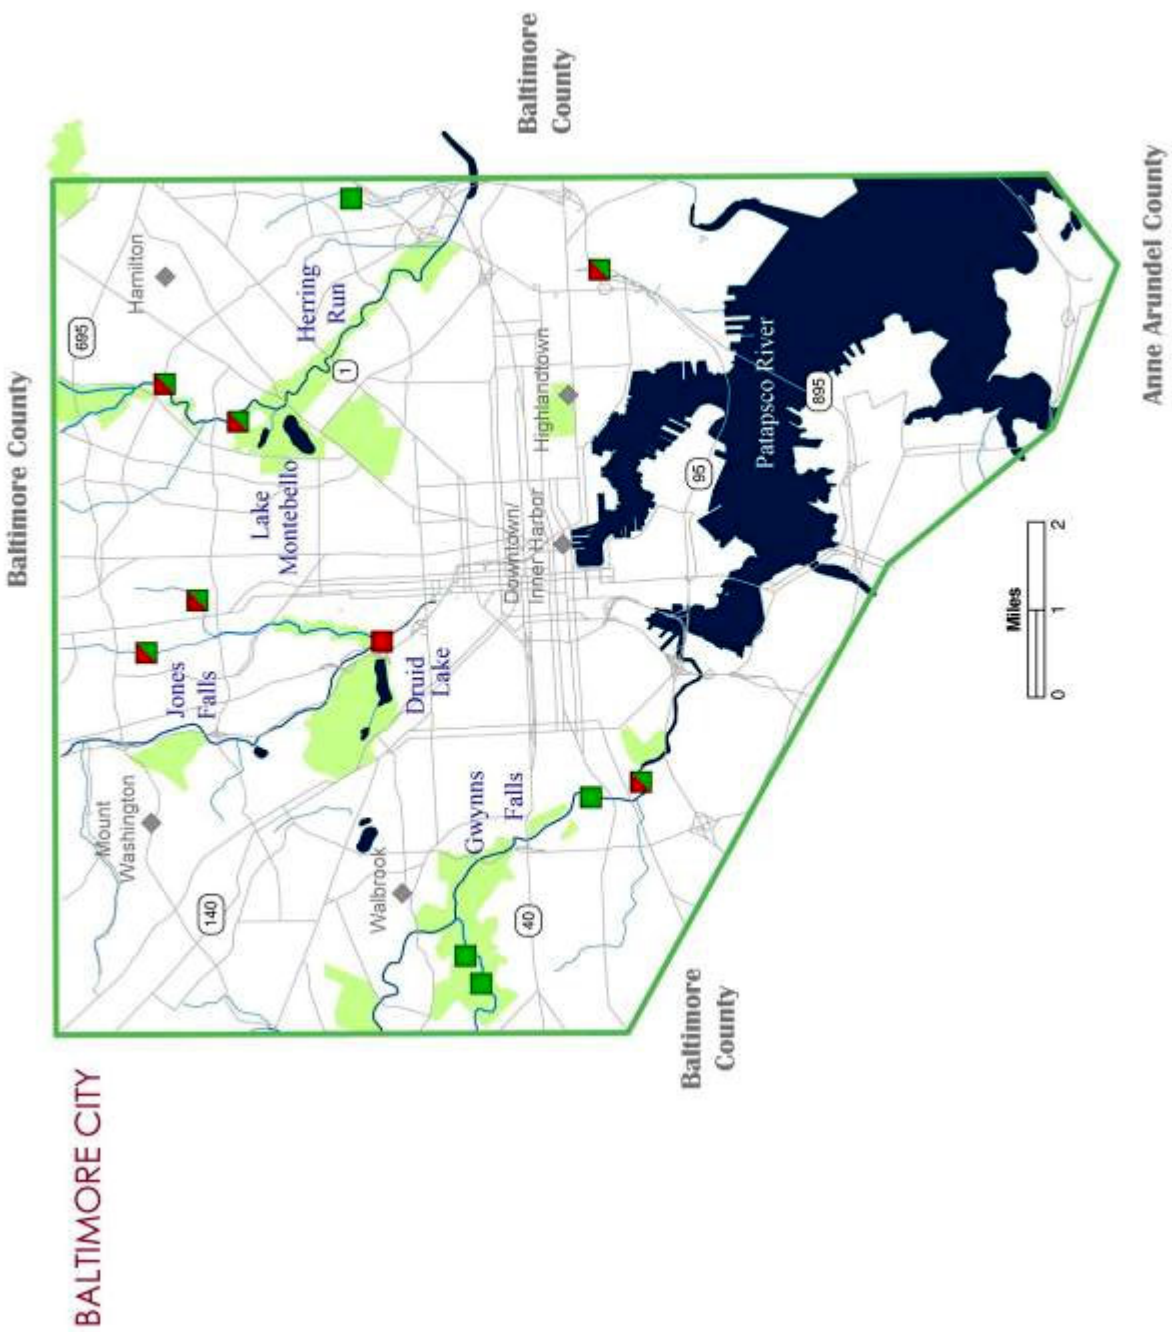 BALTIMORE CITY
Baltimore County
Baltimore
County
695
Hamilton
Herring
Run
1
Lake
Montebello
Jones
Falls
Mount
Washington
140
Druid
Lake
Walbrook
Gwynns
Falls
40
Highlandtown
Downtown/
Inner Harbor
95
Patapsco River
895
Baltimore
County
Anne Arundel County
Miles
0 1 2